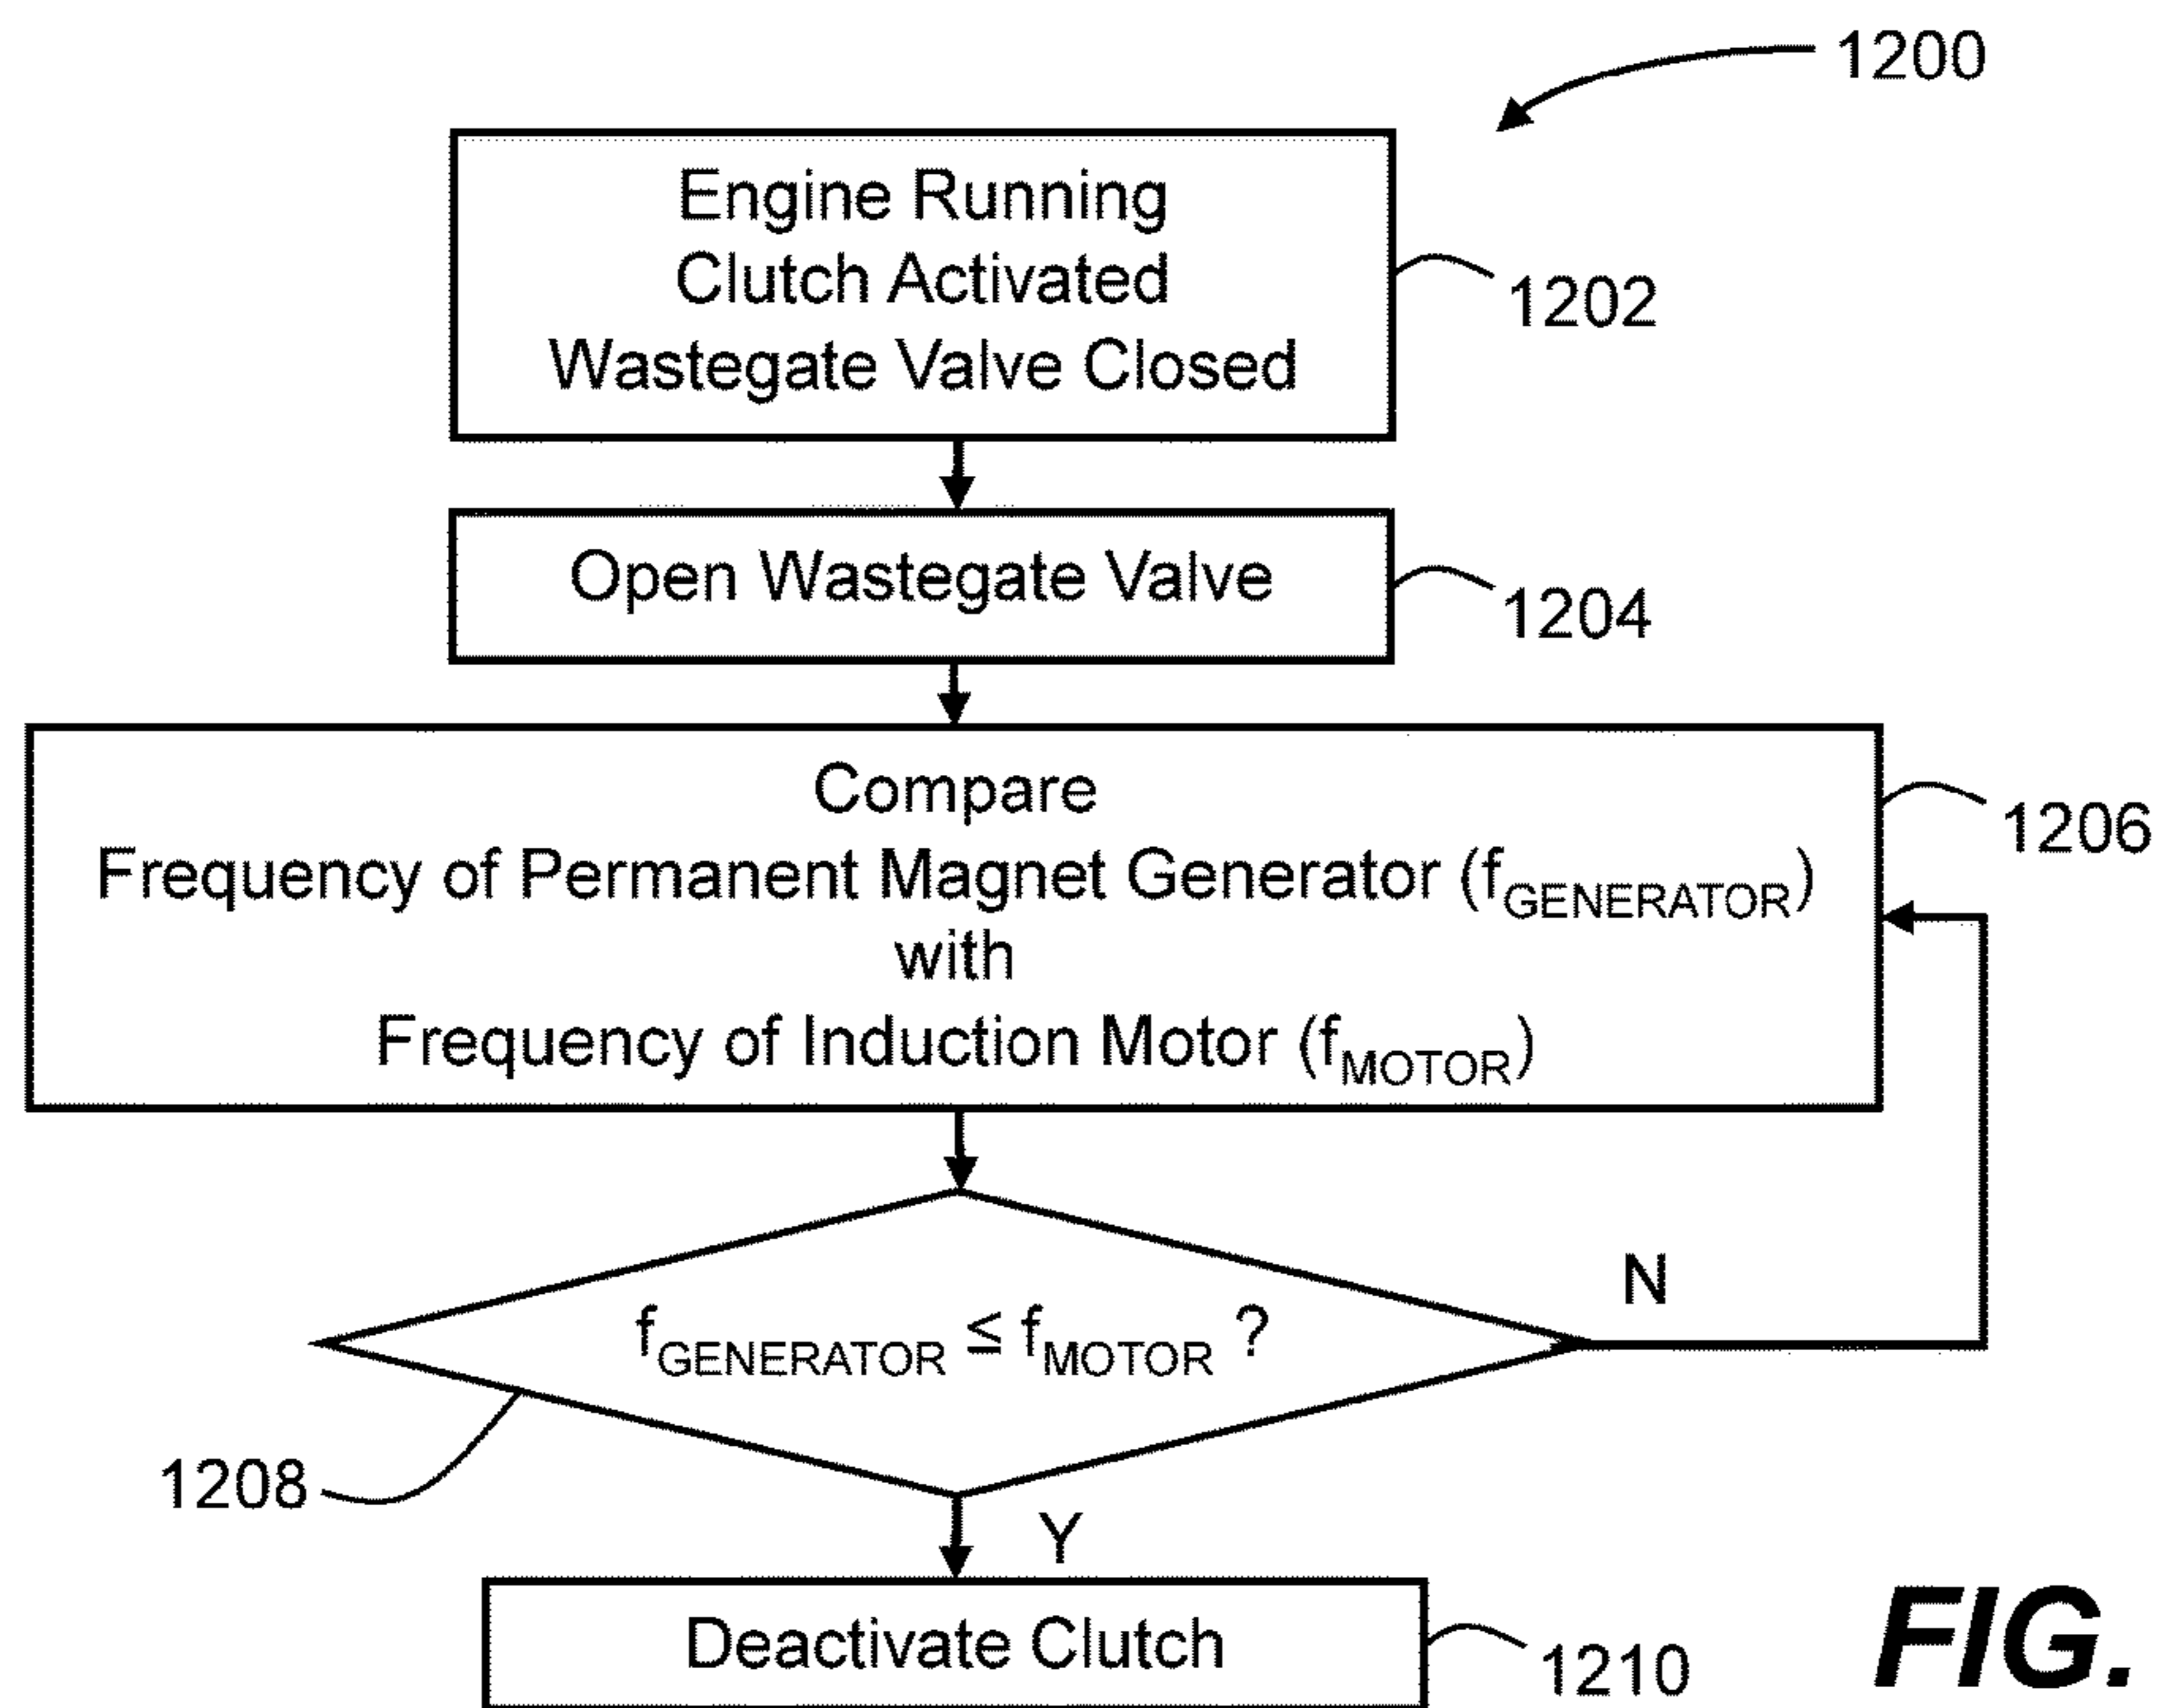 1200
Engine Running
Clutch Activated
Wastegate Valve Closed
1202
Open Wastegate Valve
1204
Compare
Frequency of Permanent Magnet Generator (fGENERATOR)
with
Frequency of Induction Motor (fMOTOR)
1206
fGENERATOR ≤ fMOTOR ?
N
1208
Y
Deactivate Clutch
1210
FIG.